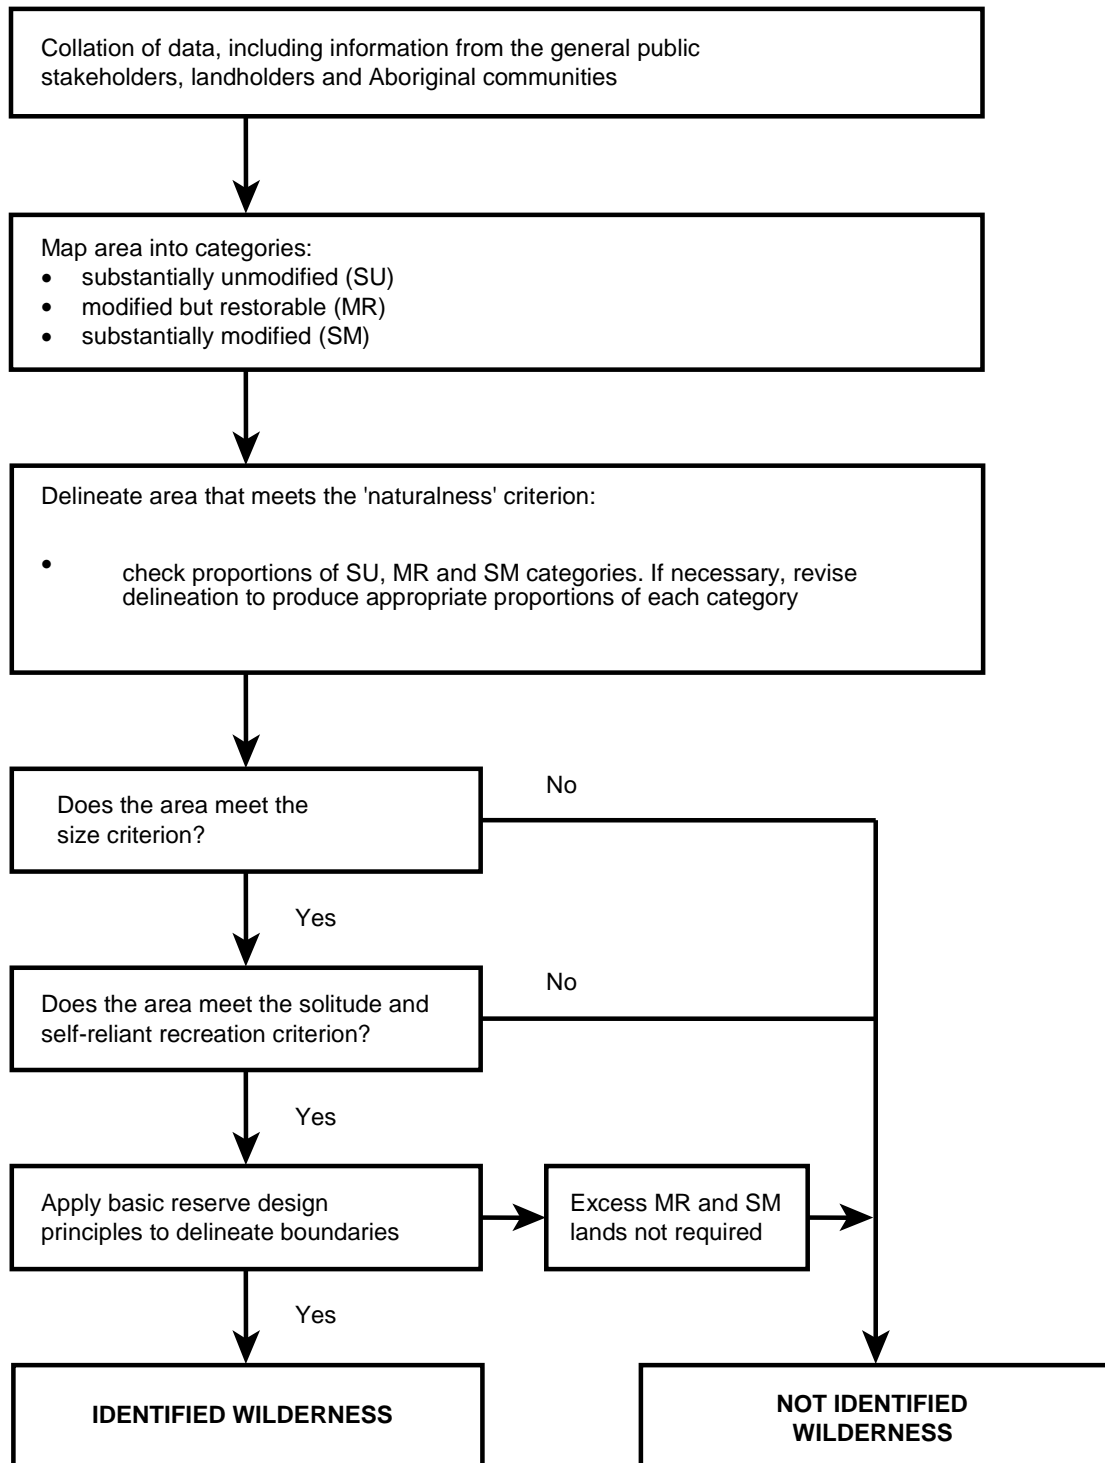 Collation of data, including information from the general public
stakeholders, landholders and Aboriginal communities
Map area into categories:
• substantially unmodified (SU)
• modified but restorable (MR)
• substantially modified (SM)
Delineate area that meets the 'naturalness' criterion:
• check proportions of SU, MR and SM categories. If necessary, revise
delineation to produce appropriate proportions of each category
Does the area meet the
size criterion?
No
Yes
Does the area meet the solitude and
self-reliant recreation criterion?
No
Yes
Apply basic reserve design
principles to delineate boundaries
Excess MR and SM
lands not required
Yes
IDENTIFIED WILDERNESS
NOT IDENTIFIED
WILDERNESS